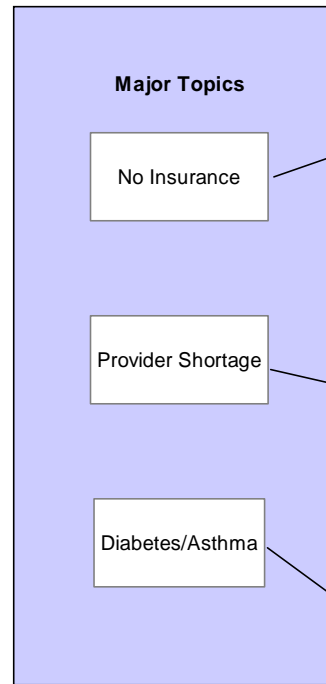 Major Topics
No Insurance
Provider Shortage
Diabetes/Asthma